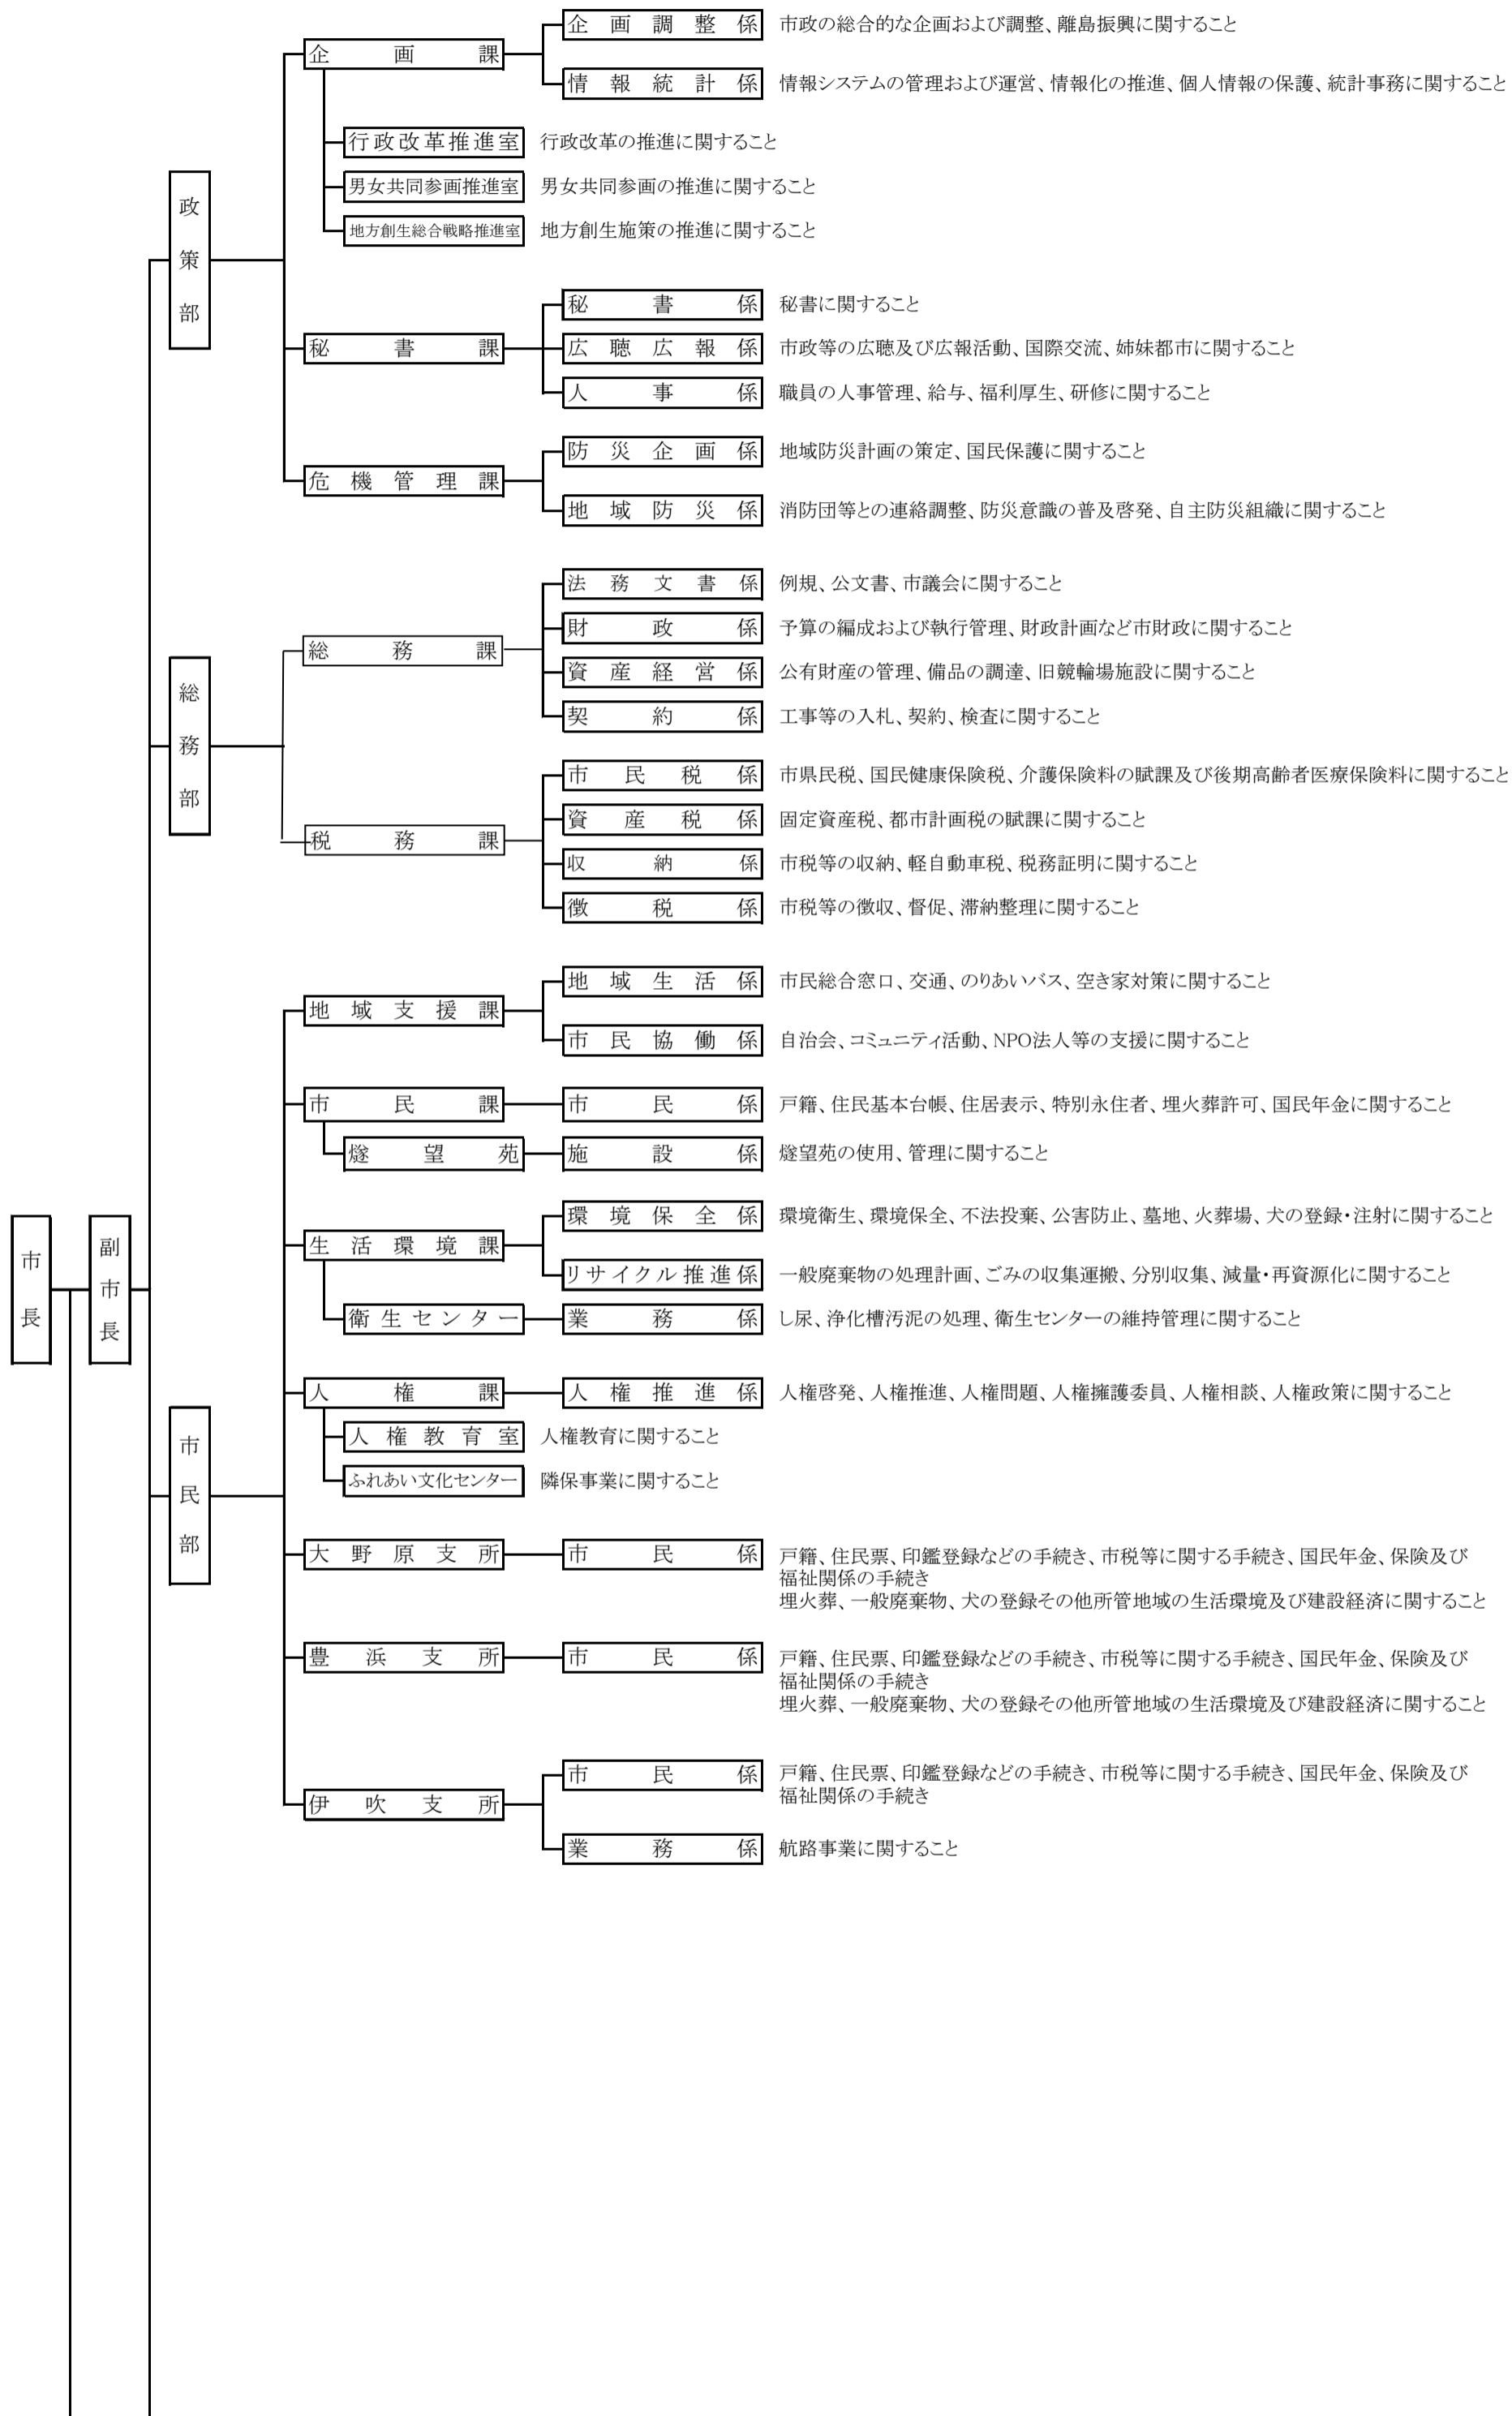 企画調整係 市政の総合的な企画および調整、離島振興に関すること
企画課
情報統計係 情報システムの管理および運営、情報化の推進、個人情報の保護、統計事務に関すること
行政改革推進室 行政改革の推進に関すること
男女共同参画推進室 男女共同参画の推進に関すること
地方創生総合戦略推進室 地方創生施策の推進に関すること
政策部
秘書係 秘書に関すること
秘書課 広聴広報係 市政等の広聴及び広報活動、国際交流、姉妹都市に関すること
人事係 職員の人事管理、給与、福利厚生、研修に関すること
防災企画係 地域防災計画の策定、国民保護に関すること
危機管理課
地域防災係 消防団等との連絡調整、防災意識の普及啓発、自主防災組織に関すること
法務文書係 例規、公文書、市議会に関すること
財政係 予算の編成および執行管理、財政計画など市財政に関すること
総務課
資産経営係 公有財産の管理、備品の調達、旧競輪場施設に関すること
契約係 工事等の入札、契約、検査に関すること
総務部
市民税係 市県民税、国民健康保険税、介護保険料の賦課及び後期高齢者医療保険料に関すること
資産税係 固定資産税、都市計画税の賦課に関すること
税務課
収納係 市税等の収納、軽自動車税、税務証明に関すること
徴税係 市税等の徴収、督促、滞納整理に関すること
地域生活係 市民総合窓口、交通、のりあいバス、空き家対策に関すること
地域支援課
市民協働係 自治会、コミュニティ活動、NPO法人等の支援に関すること
市民課 市民係 戸籍、住民基本台帳、住居表示、特別永住者、埋火葬許可、国民年金に関すること
燧望苑 施設係 燧望苑の使用、管理に関すること
環境保全係 環境衛生、環境保全、不法投棄、公害防止、墓地、火葬場、犬の登録・注射に関すること
生活環境課
リサイクル推進係 一般廃棄物の処理計画、ごみの収集運搬、分別収集、減量・再資源化に関すること
衛生センター 業務係 し尿、浄化槽汚泥の処理、衛生センターの維持管理に関すること
市長
副市長
人権課 人権推進係 人権啓発、人権推進、人権問題、人権擁護委員、人権相談、人権政策に関すること
人権教育室 人権教育に関すること
ふれあい文化センター 隣保事業に関すること
市民部
大野原支所 市民係 戸籍、住民票、印鑑登録などの手続き、市税等に関する手続き、国民年金、保険及び
福祉関係の手続き
埋火葬、一般廃棄物、犬の登録その他所管地域の生活環境及び建設経済に関すること
豊浜支所 市民係 戸籍、住民票、印鑑登録などの手続き、市税等に関する手続き、国民年金、保険及び
福祉関係の手続き
埋火葬、一般廃棄物、犬の登録その他所管地域の生活環境及び建設経済に関すること
市民係 戸籍、住民票、印鑑登録などの手続き、市税等に関する手続き、国民年金、保険及び
福祉関係の手続き
伊吹支所
業務係 航路事業に関すること